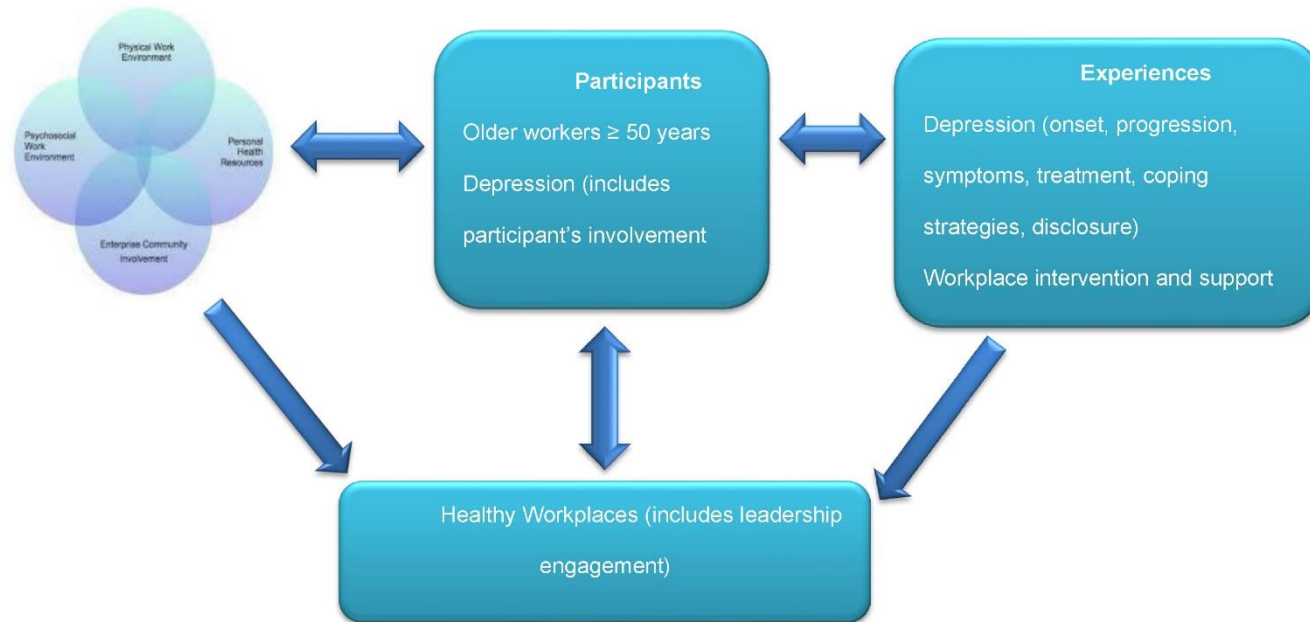 Physical Work
Environment
Psychosocial
Work
Environment
Personal
Health
Resources
Enterprise Community
Involvement
Participants
Older workers ≥ 50 years
Depression (includes
participant’s involvement
Experiences
Depression (onset, progression,
symptoms, treatment, coping
strategies, disclosure)
Workplace intervention and support
Healthy Workplaces (includes leadership
engagement)